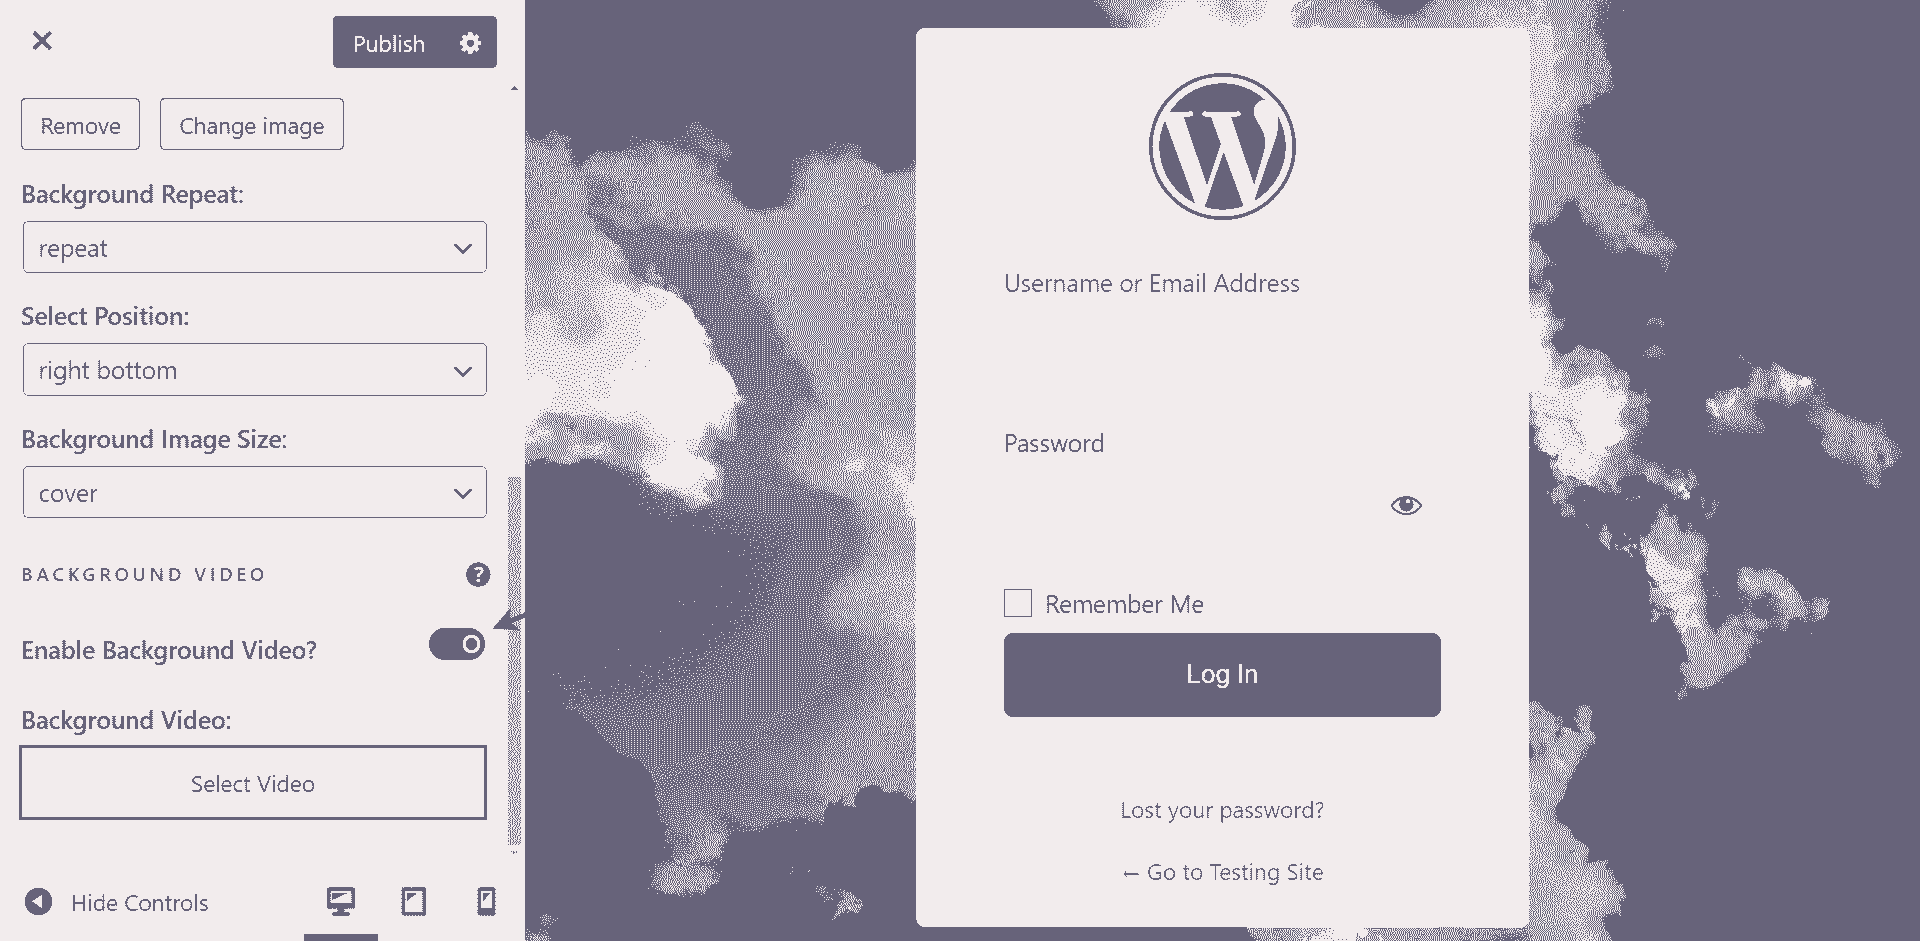 Publish
Remove
Change image
Background Repeat:
repeat
Select Position:
right bottom
Background Image Size:
cover
BACKGROUND VIDEO
?
Enable Background Video?
Background Video:
Select Video
Hide Controls
W
Username or Email Address
Password
Remember Me
Log In
Lost your password?
← Go to Testing Site